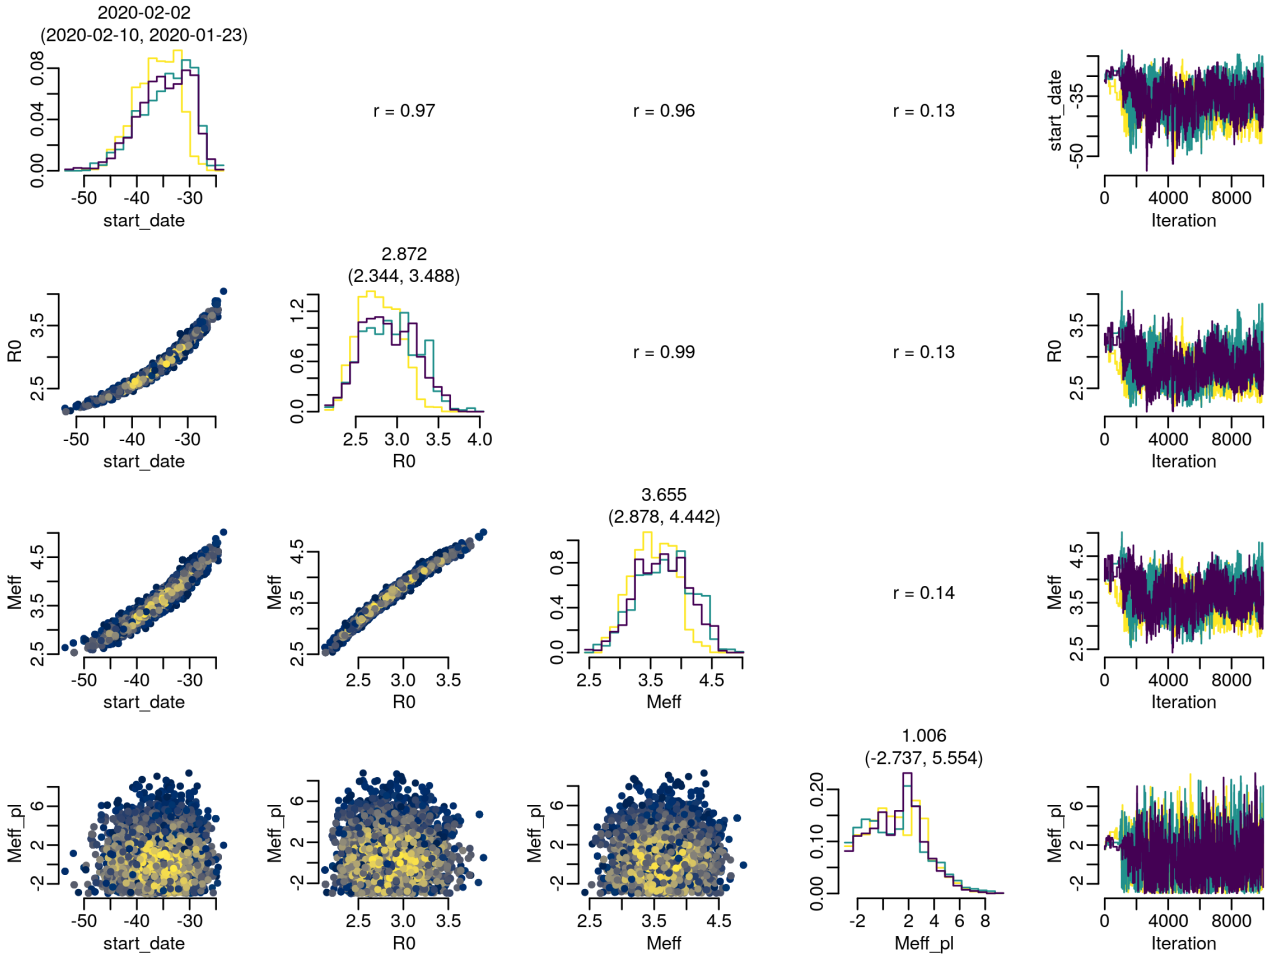 2020-02-02
(2020-02-10, 2020-01-23)
0.00 0.04 0.08
-50 -40 -30
start_date
r = 0.97
r = 0.96
r = 0.13
start_date
-50 -35
0 4000 8000
Iteration
R0
2.5 3.5
-50 -40 -30
start_date
2.872
(2.344, 3.488)
0.0 0.6 1.2
2.5 3.0 3.5 4.0
R0
r = 0.99
r = 0.13
R0
2.5 3.5
0 4000 8000
Iteration
Meff
2.5 3.5 4.5
-50 -40 -30
start_date
Meff
2.5 3.5 4.5
2.5 3.0 3.5
R0
3.655
(2.878, 4.442)
0.0 0.4 0.8
2.5 3.5 4.5
Meff
r = 0.14
Meff
2.5 3.5 4.5
0 4000 8000
Iteration
Meff_pl
-2 2 6
-50 -40 -30
start_date
Meff_pl
-2 2 6
2.5 3.0 3.5
R0
Meff_pl
-2 2 6
2.5 3.5 4.5
Meff
1.006
(-2.737, 5.554)
0.00 0.10 0.20
-2 2 4 6 8
Meff_pl
Meff_pl
-2 2 6
0 4000 8000
Iteration